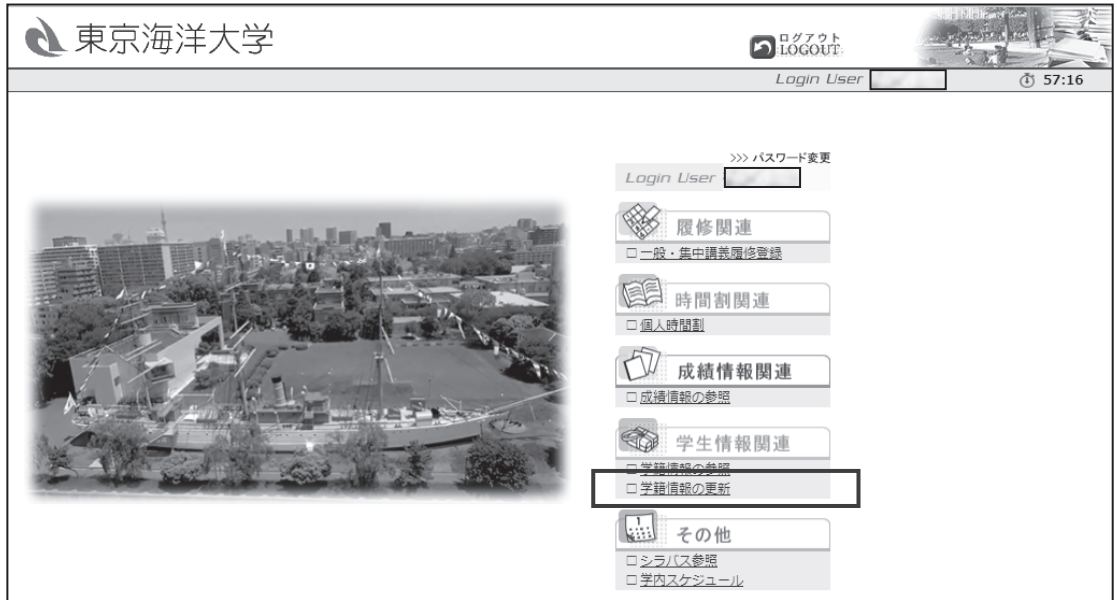 東京海洋大学
ログアウト
LOGOUT
Login User
57:16
>>> パスワード変更
Login User
履修関連
一般・集中講義履修登録
時間割関連
個人時間割
成績情報関連
成績情報の参照
学生情報関連
学籍情報の参照
学籍情報の更新
1
その他
シラバス参照
学内スケジュール